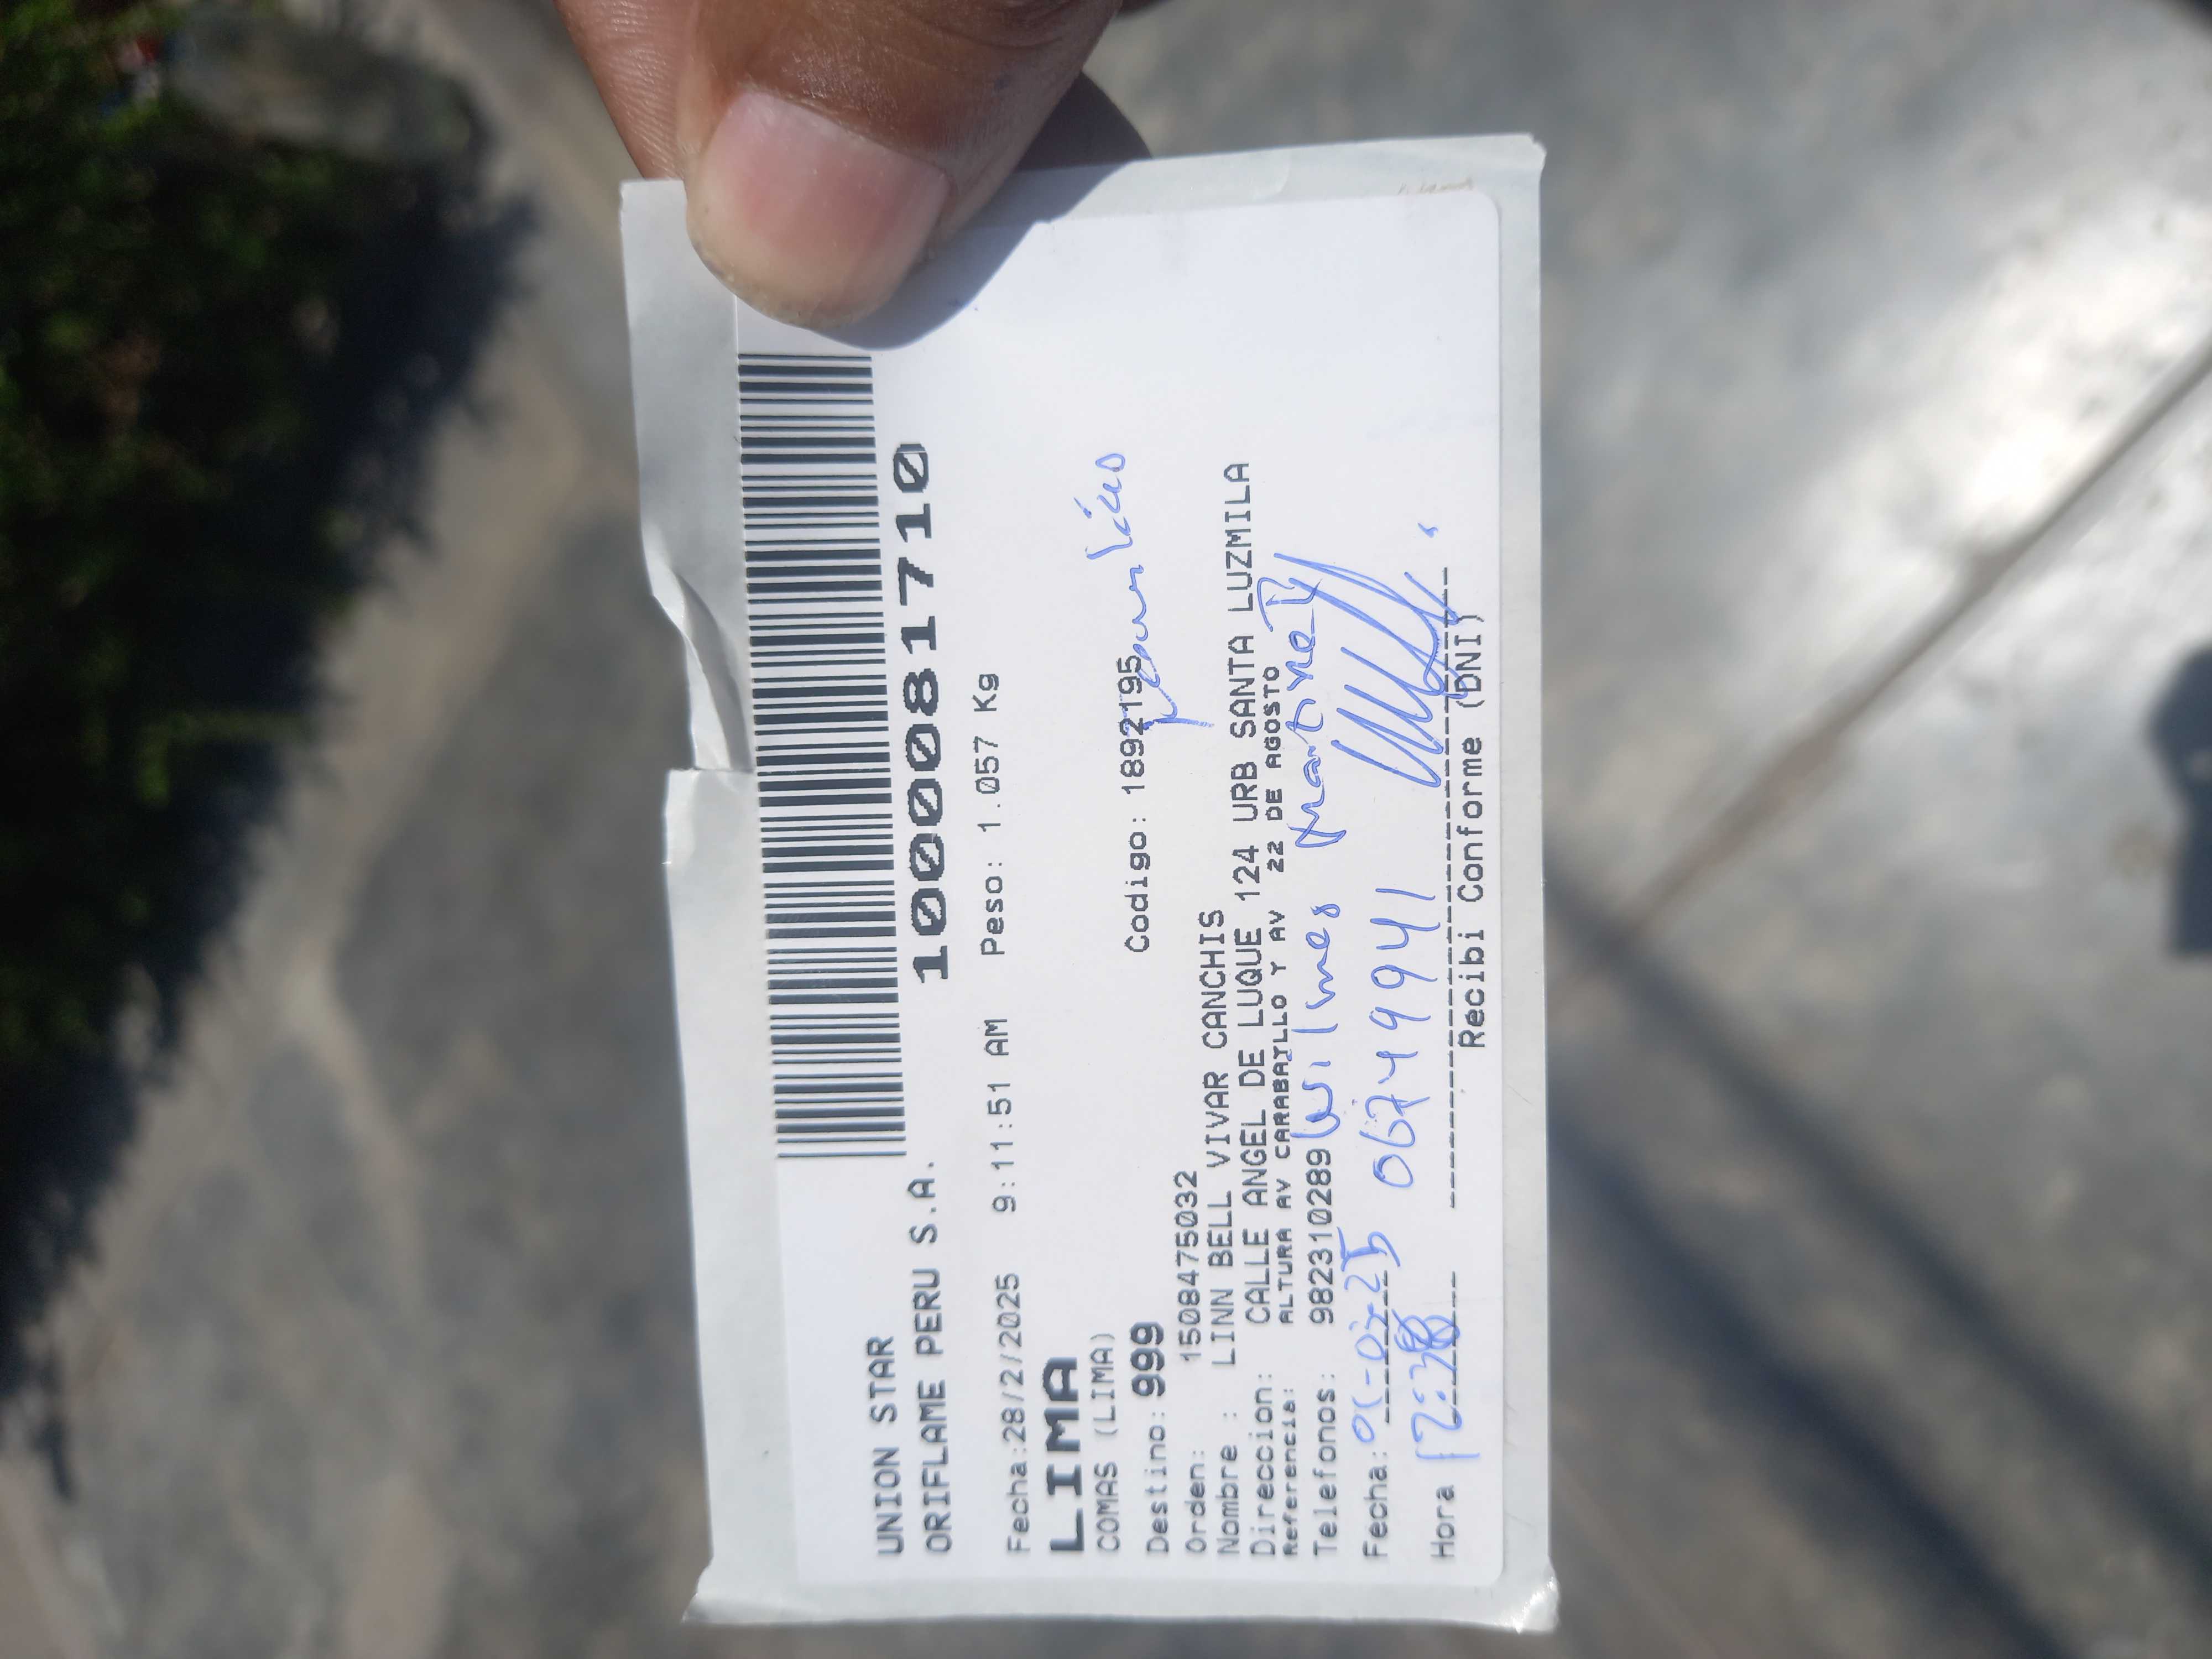 UNION STAR
ORIFLAME PERU S.A.
1000081710
Fecha:28/2/2025 9:11:51 AM Peso: 1.057 Kg
LIMA
COMAS (LIMA)
Destino: 999 Codigo: 1892195
Orden: 1508475032
Nombre : LINN BELL VIVAR CANCHIS
Direccion: CALLE ANGEL DE LUQUE 124 URB SANTA LUZMILA
Referencia: ALTURA AV CARABAYLLO Y AV 22 DE AGOSTO
Telefonos: 982310289 Wilmer Martinez
Fecha: 06749941
Hora
Recibi Conforme (DNI)